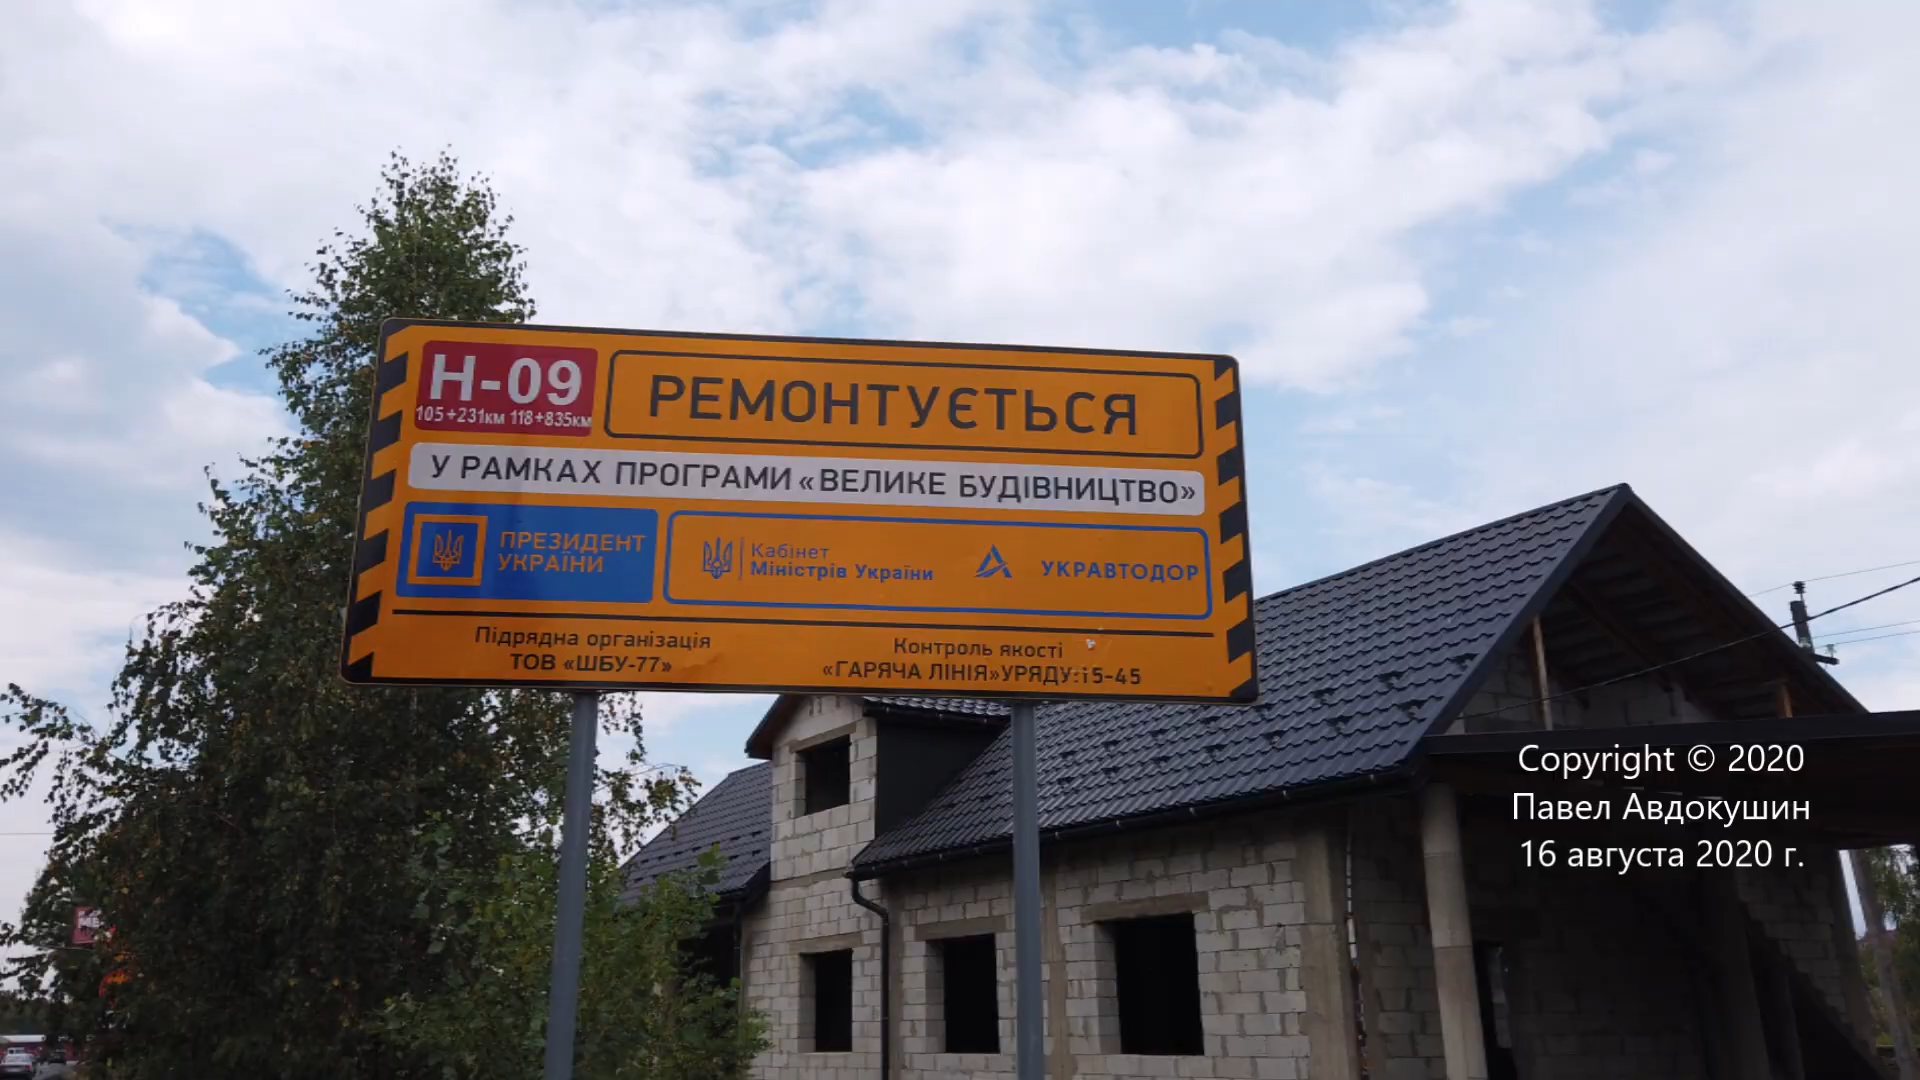 Н-09
105+231км 118+835км
РЕМОНТУЄТЬСЯ
У РАМКАХ ПРОГРАМИ «ВЕЛИКЕ БУДІВНИЦТВО»
ПРЕЗИДЕНТ
УКРАЇНИ
Кабінет
Міністрів України
УКРАВТОДОР
Підрядна організація
ТОВ «ШБУ-77»
Контроль якості
«ГАРЯЧА ЛІНІЯ»УРЯДУ:15-45
Copyright © 2020
Павел Авдокушин
16 августа 2020 г.